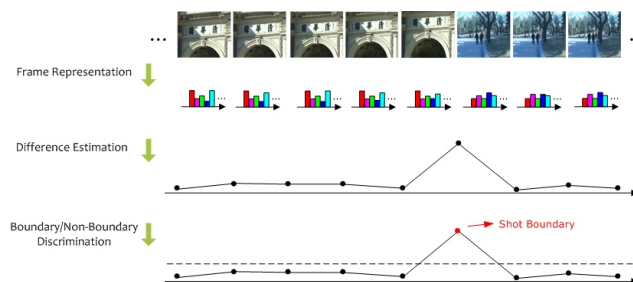 ...
Frame Representation
... ... ... ... ... ... ... ...
Difference Estimation
Boundary/Non-Boundary
Discrimination
Shot Boundary